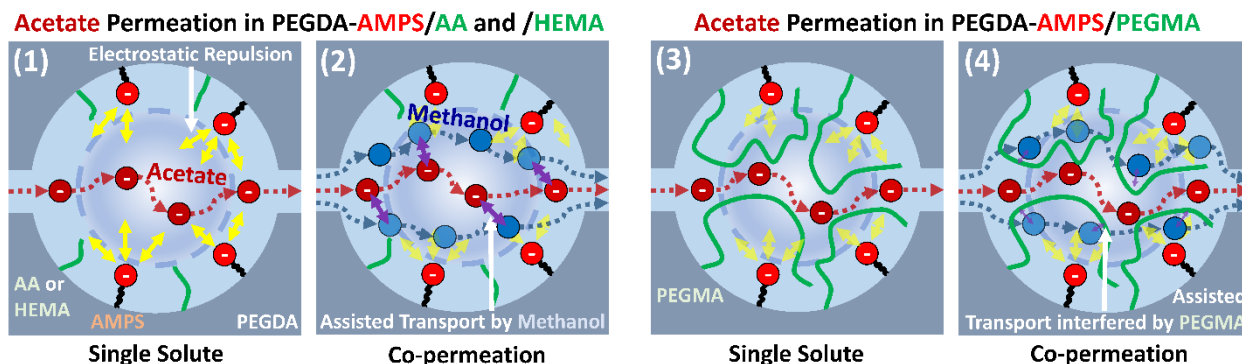 Acetate Permeation in PEGDA-AMPS/AA and /HEMA
Acetate Permeation in PEGDA-AMPS/PEGMA
(1)
Electrostatic Repulsion
Acetate
AA or
HEMA
AMPS
PEGDA
Single Solute
(2)
Methanol
Assisted Transport by Methanol
Co-permeation
(3)
PEGMA
Single Solute
(4)
Assisted
Transport interfered by PEGMA
Co-permeation